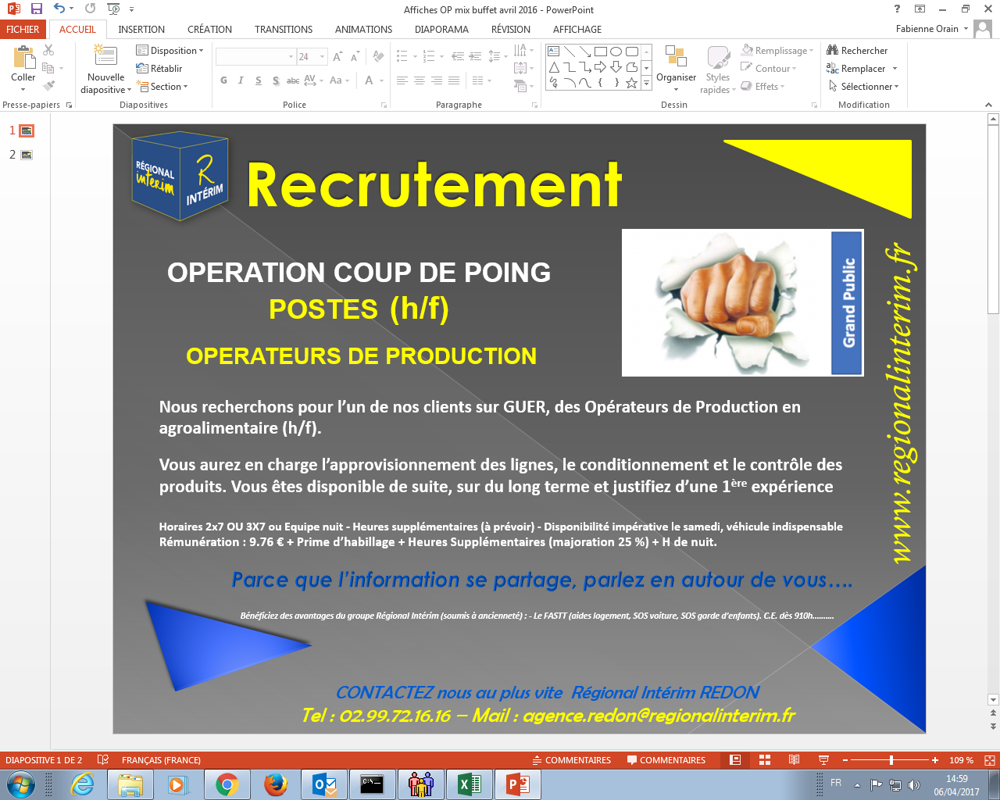 Affiches OP mix buffet avril 2016 - PowerPoint
FICHIER ACCUEIL INSERTION CRÉATION TRANSITIONS ANIMATIONS DIAPORAMA RÉVISION AFFICHAGE Fabienne Orain
Coller
Nouvelle diapositive
Disposition
Rétablir
Section
24
G I S S abc AV Aa A
Organiser
Styles rapides
Remplissage
Contour
Effets
Rechercher
Remplacer
Sélectionner
Presse-papiers Diapositives Police Paragraphe Dessin Modification
1
2
RÉGIONAL
interim
R
INTÉRIM
Recrutement
OPERATION COUP DE POING
POSTES (h/f)
OPERATEURS DE PRODUCTION
Grand Public
www.regionalinterim.fr
Nous recherchons pour l’un de nos clients sur GUER, des Opérateurs de Production en
agroalimentaire (h/f).
Vous aurez en charge l’approvisionnement des lignes, le conditionnement et le contrôle des
produits. Vous êtes disponible de suite, sur du long terme et justifiez d’une 1ère expérience
Horaires 2x7 OU 3X7 ou Equipe nuit - Heures supplémentaires (à prévoir) - Disponibilité impérative le samedi, véhicule indispensable
Rémunération : 9.76 € + Prime d’habillage + Heures Supplémentaires (majoration 25 %) + H de nuit.
Parce que l’information se partage, parlez en autour de vous….
Bénéficiez des avantages du groupe Régional Intérim (soumis à ancienneté) : - Le FASTT (aides logement, SOS voiture, SOS garde d'enfants). C.E. dès 910h..........
CONTACTEZ nous au plus vite Régional Intérim REDON
Tel : 02.99.72.16.16 – Mail : agence.redon@regionalinterim.fr
DIAPOSITIVE 1 DE 2 FRANÇAIS (FRANCE) COMMENTAIRES COMMENTAIRES 109 %
FR 14:59
06/04/2017